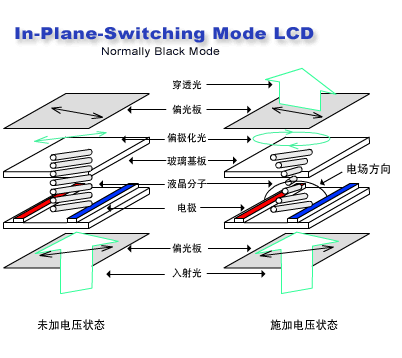 In-Plane-Switching Mode LCD
Normally Black Mode
穿透光
偏光板
偏极化光
玻璃基板
液晶分子
电场方向
电极
偏光板
入射光
未加电压状态
施加电压状态